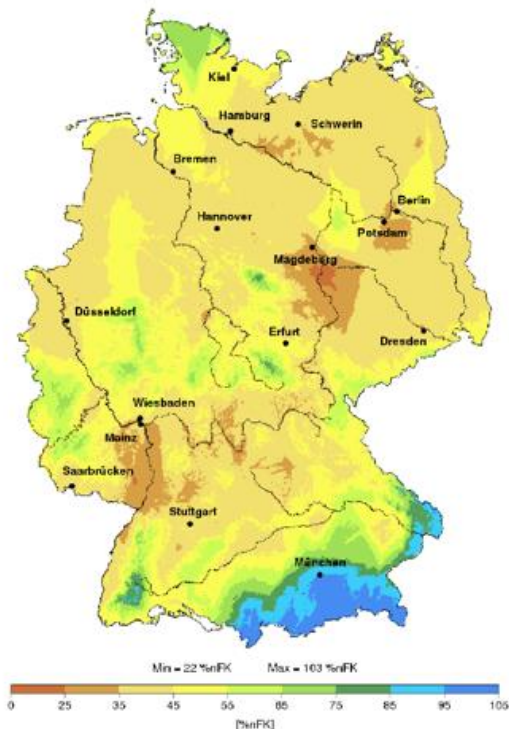 Kiel
Hamburg
Schwerin
Bremen
Berlin
Hannover
Potsdam
Magdeburg
Düsseldorf
Erfurt
Dresden
Wiesbaden
Mainz
Saarbrücken
Stuttgart
München
Min = 22 %nFK Max = 103 %nFK
0 25 35 45 55 65 75 85 91 95 105
[%nFK]